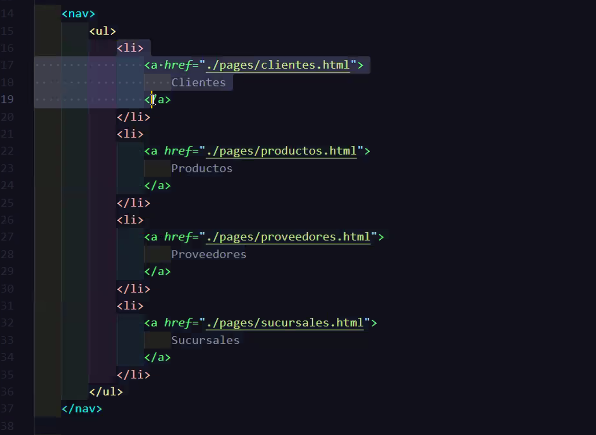 14 <nav>
15 <ul>
16 <li>
17 <a href="./pages/clientes.html">
18 Clientes
19 </a>
20 </li>
21 <li>
22 <a href="./pages/productos.html">
23 Productos
24 </a>
25 </li>
26 <li>
27 <a href="./pages/proveedores.html">
28 Proveedores
29 </a>
30 </li>
31 <li>
32 <a href="./pages/sucursales.html">
33 Sucursales
34 </a>
35 </li>
36 </ul>
37 </nav>
38